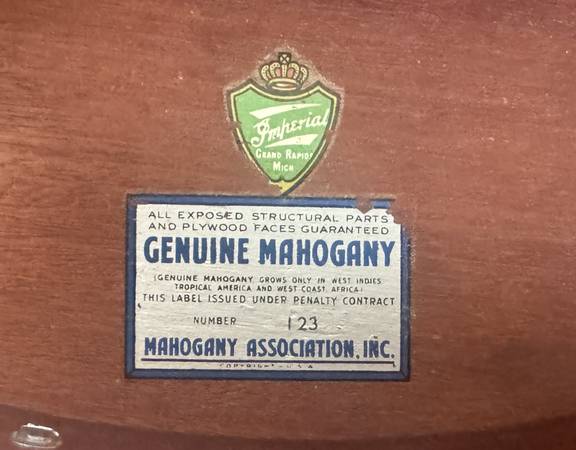 Imperial
GRAND RAPIDS
MICH
ALL EXPOSED STRUCTURAL PARTS
AND PLYWOOD FACES GUARANTEED
GENUINE MAHOGANY
(GENUINE MAHOGANY GROWS ONLY IN WEST INDIES
TROPICAL AMERICA AND WEST COAST AFRICA)
THIS LABEL ISSUED UNDER PENALTY CONTRACT
NUMBER 123
MAHOGANY ASSOCIATION, INC.
COPYRIGHT U.S.A.